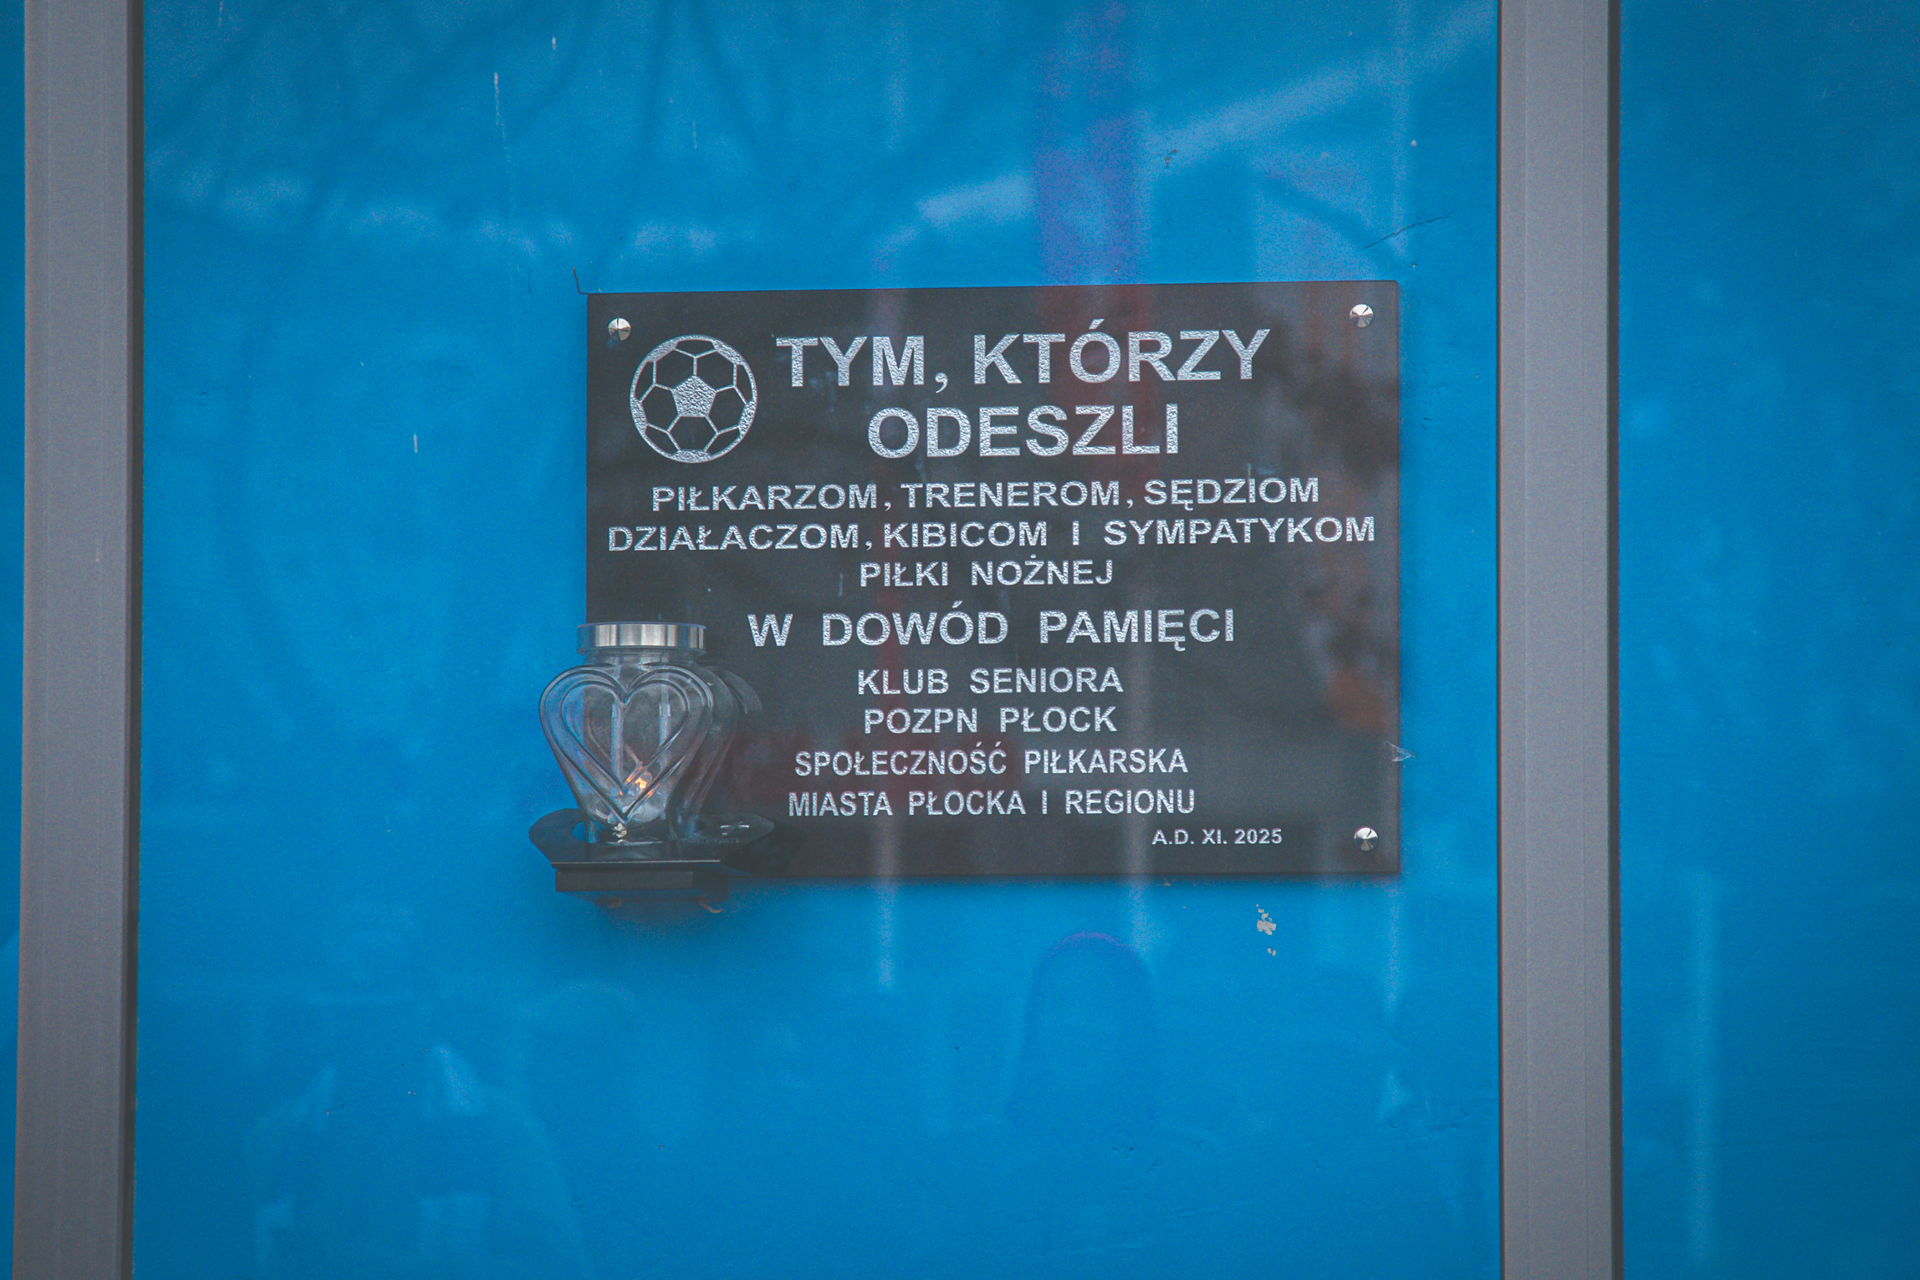 TYM, KTÓRZY
ODESZLI
PIŁKARZOM, TRENEROM, SĘDZIOM
DZIAŁACZOM, KIBICOM I SYMPATYKOM
PIŁKI NOŻNEJ
W DOWÓD PAMIĘCI
KLUB SENIORA
POZPN PŁOCK
SPOŁECZNOŚĆ PIŁKARSKA
MIASTA PŁOCKA I REGIONU
A.D. XI. 2025